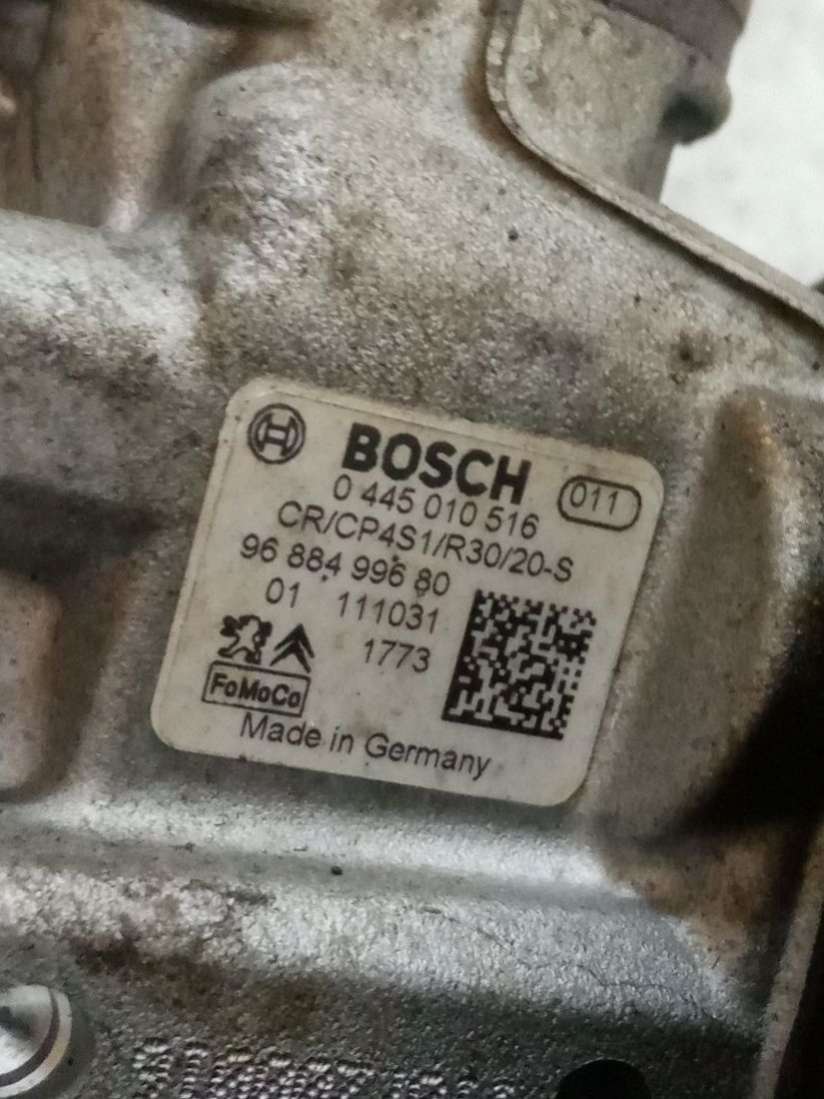 BOSCH
011
0 445 010 516
CR/CP4S1/R30/20-S
96 884 996 80
01 111031
1773
FoMoCo
Made in Germany